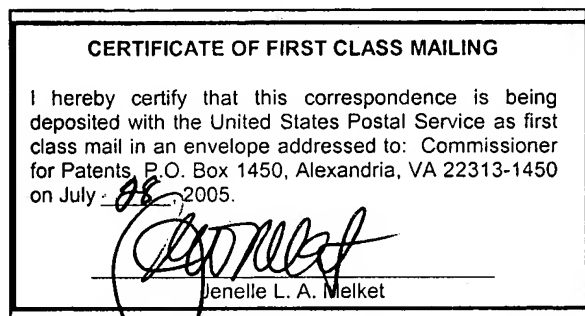 CERTIFICATE OF FIRST CLASS MAILING
I hereby certify that this correspondence is being
deposited with the United States Postal Service as first
class mail in an envelope addressed to: Commissioner
for Patents, P.O. Box 1450, Alexandria, VA 22313-1450
on July 28, 2005.
Jenelle L. A. Melket